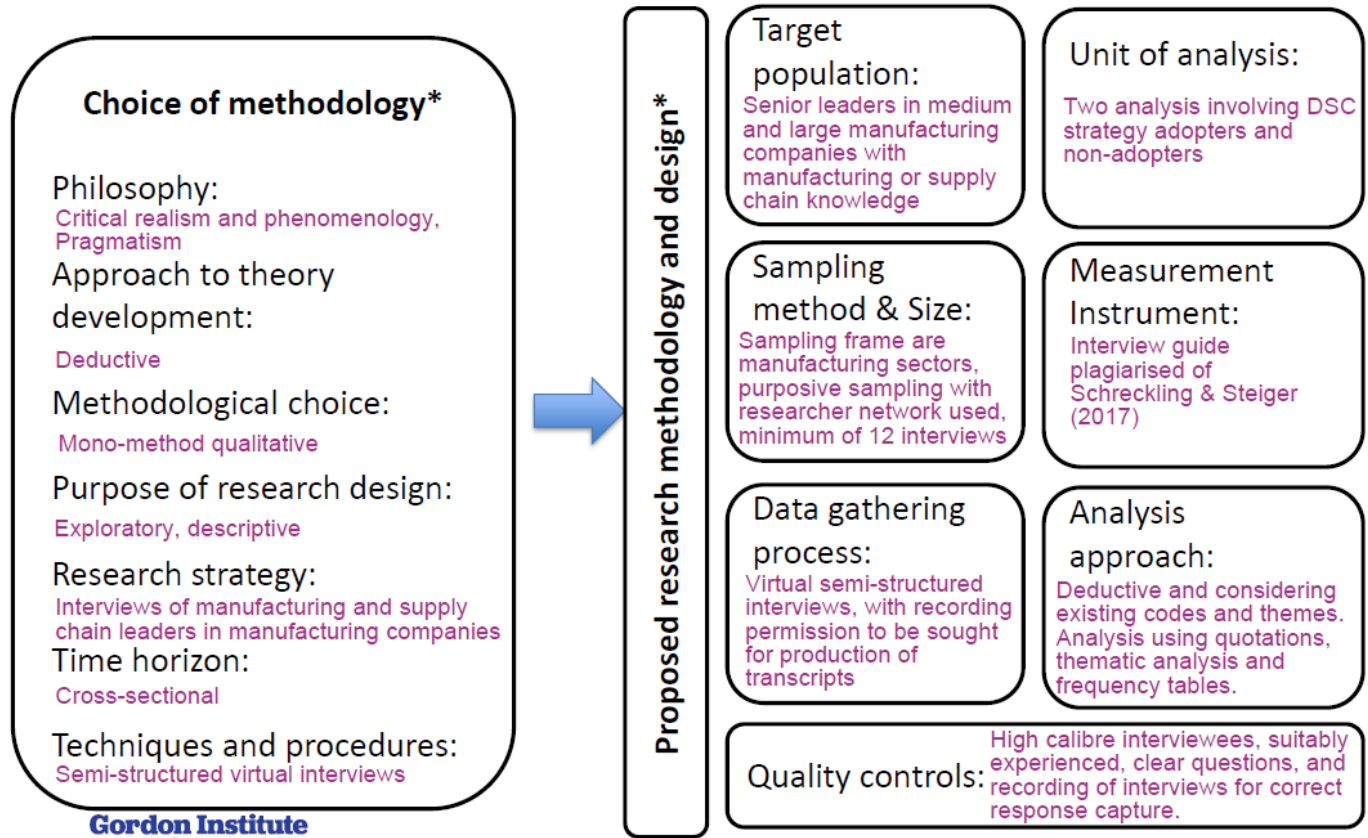 Choice of methodology*
Philosophy:
Critical realism and phenomenology,
Pragmatism
Approach to theory
development:
Deductive
Methodological choice:
Mono-method qualitative
Purpose of research design:
Exploratory, descriptive
Research strategy:
Interviews of manufacturing and supply
chain leaders in manufacturing companies
Time horizon:
Cross-sectional
Techniques and procedures:
Semi-structured virtual interviews
Gordon Institute
Proposed research methodology and design*
Target
population:
Senior leaders in medium
and large manufacturing
companies with
manufacturing or supply
chain knowledge
Unit of analysis:
Two analysis involving DSC
strategy adopters and
non-adopters
Sampling
method & Size:
Sampling frame are
manufacturing sectors,
purposive sampling with
researcher network used,
minimum of 12 interviews
Measurement
Instrument:
Interview guide
plagiarised of
Schreckling & Steiger
(2017)
Data gathering
process:
Virtual semi-structured
interviews, with recording
permission to be sought
for production of
transcripts
Analysis
approach:
Deductive and considering
existing codes and themes.
Analysis using quotations,
thematic analysis and
frequency tables.
Quality controls:
High calibre interviewees, suitably
experienced, clear questions, and
recording of interviews for correct
response capture.